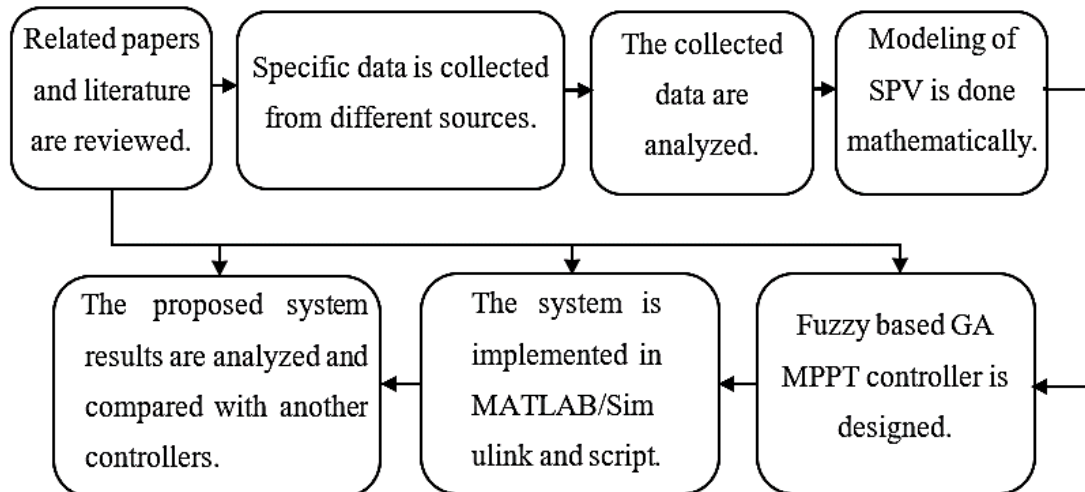 Related papers
and literature
are reviewed.
Specific data is collected
from different sources.
The collected
data are
analyzed.
Modeling of
SPV is done
mathematically.
The proposed system
results are analyzed and
compared with another
controllers.
The system is
implemented in
MATLAB/Sim
ulink and script.
Fuzzy based GA
MPPT controller is
designed.